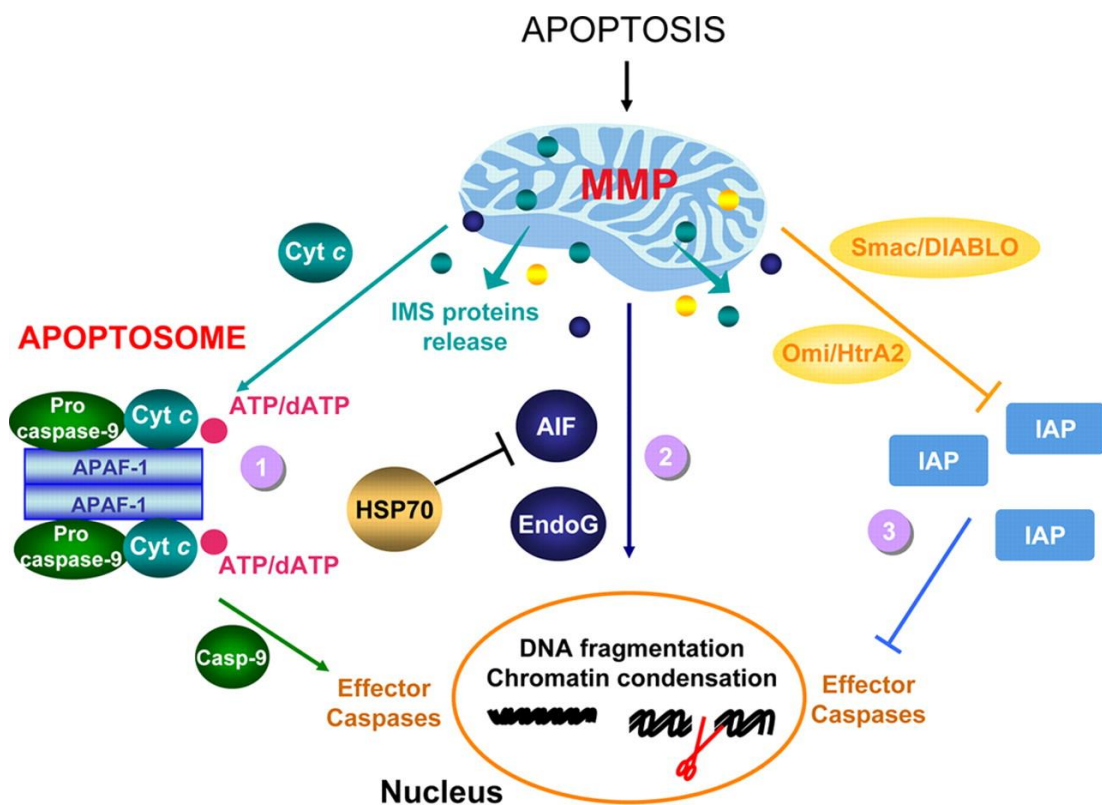 APOPTOSIS
MMP
Cyt c
Smac/DIABLO
IMS proteins
release
Omi/HtrA2
APOPTOSOME
ATP/dATP
Pro
caspase-9
Cyt c
APAF-1
APAF-1
Pro
caspase-9
Cyt c
ATP/dATP
1
HSP70
AIF
EndoG
2
IAP
IAP
IAP
3
Casp-9
Effector
Caspases
DNA fragmentation
Chromatin condensation
Effector
Caspases
Nucleus